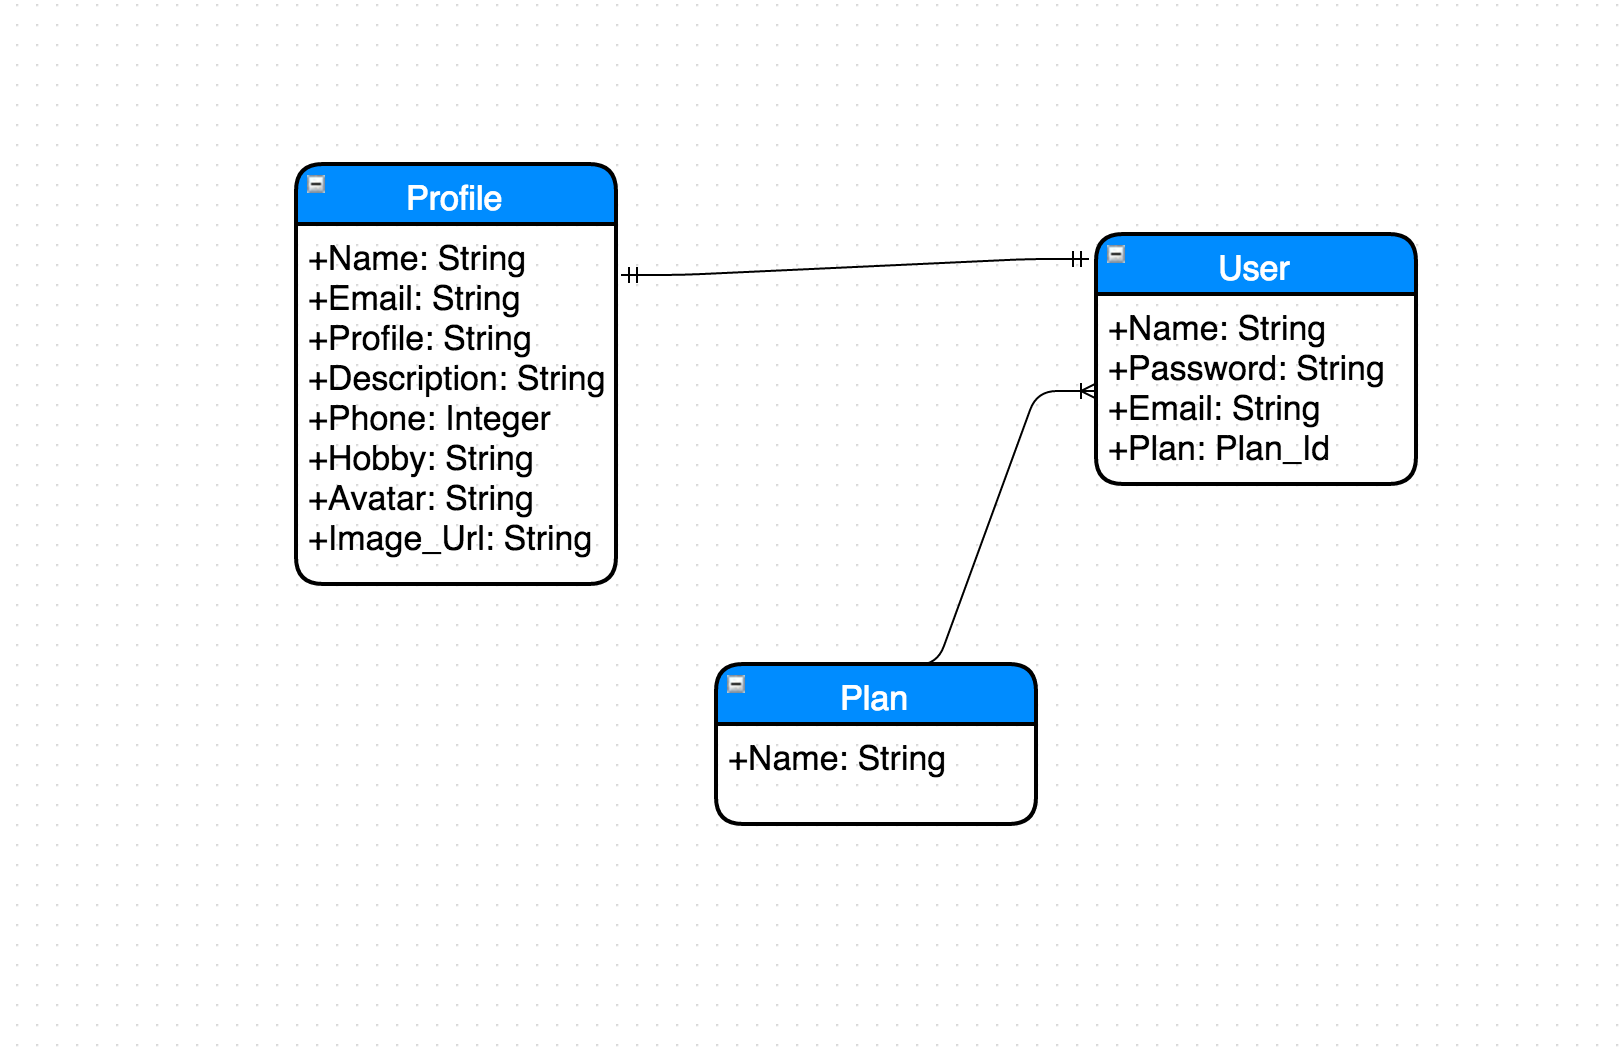 Profile
+Name: String
+Email: String
+Profile: String
+Description: String
+Phone: Integer
+Hobby: String
+Avatar: String
+Image_Url: String
User
+Name: String
+Password: String
+Email: String
+Plan: Plan_Id
Plan
+Name: String